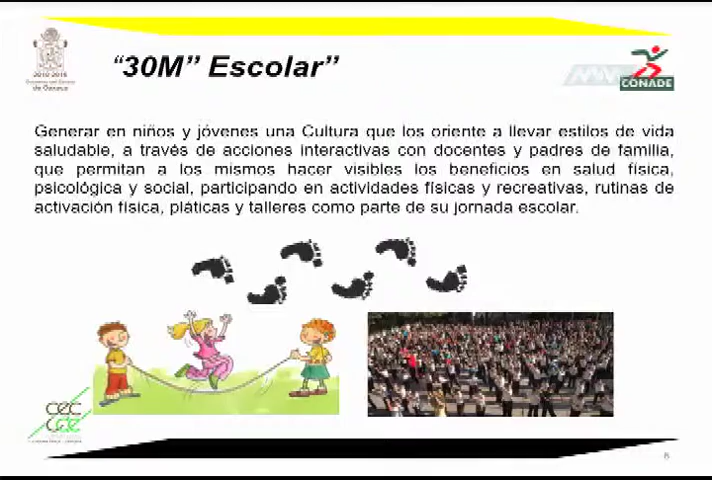 “30M” Escolar”
2010-2016
de Oaxaca
CONADE
Generar en niños y jóvenes una Cultura que los oriente a llevar estilos de vida
saludable, a través de acciones interactivas con docentes y padres de familia,
que permitan a los mismos hacer visibles los beneficios en salud física,
psicológica y social, participando en actividades físicas y recreativas, rutinas de
activación física, pláticas y talleres como parte de su jornada escolar.
8